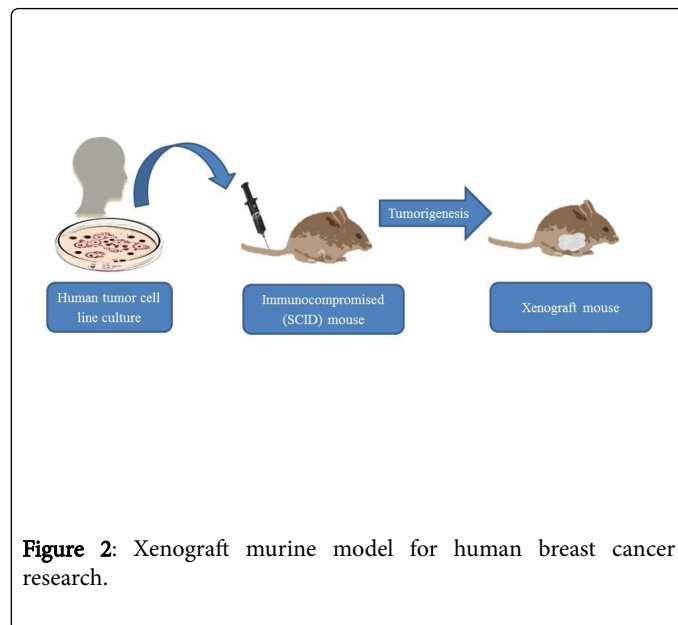 Human tumor cell
line culture
Immunocompromised
(SCID) mouse
Tumorigenesis
Xenograft mouse
Figure 2: Xenograft murine model for human breast cancer
research.